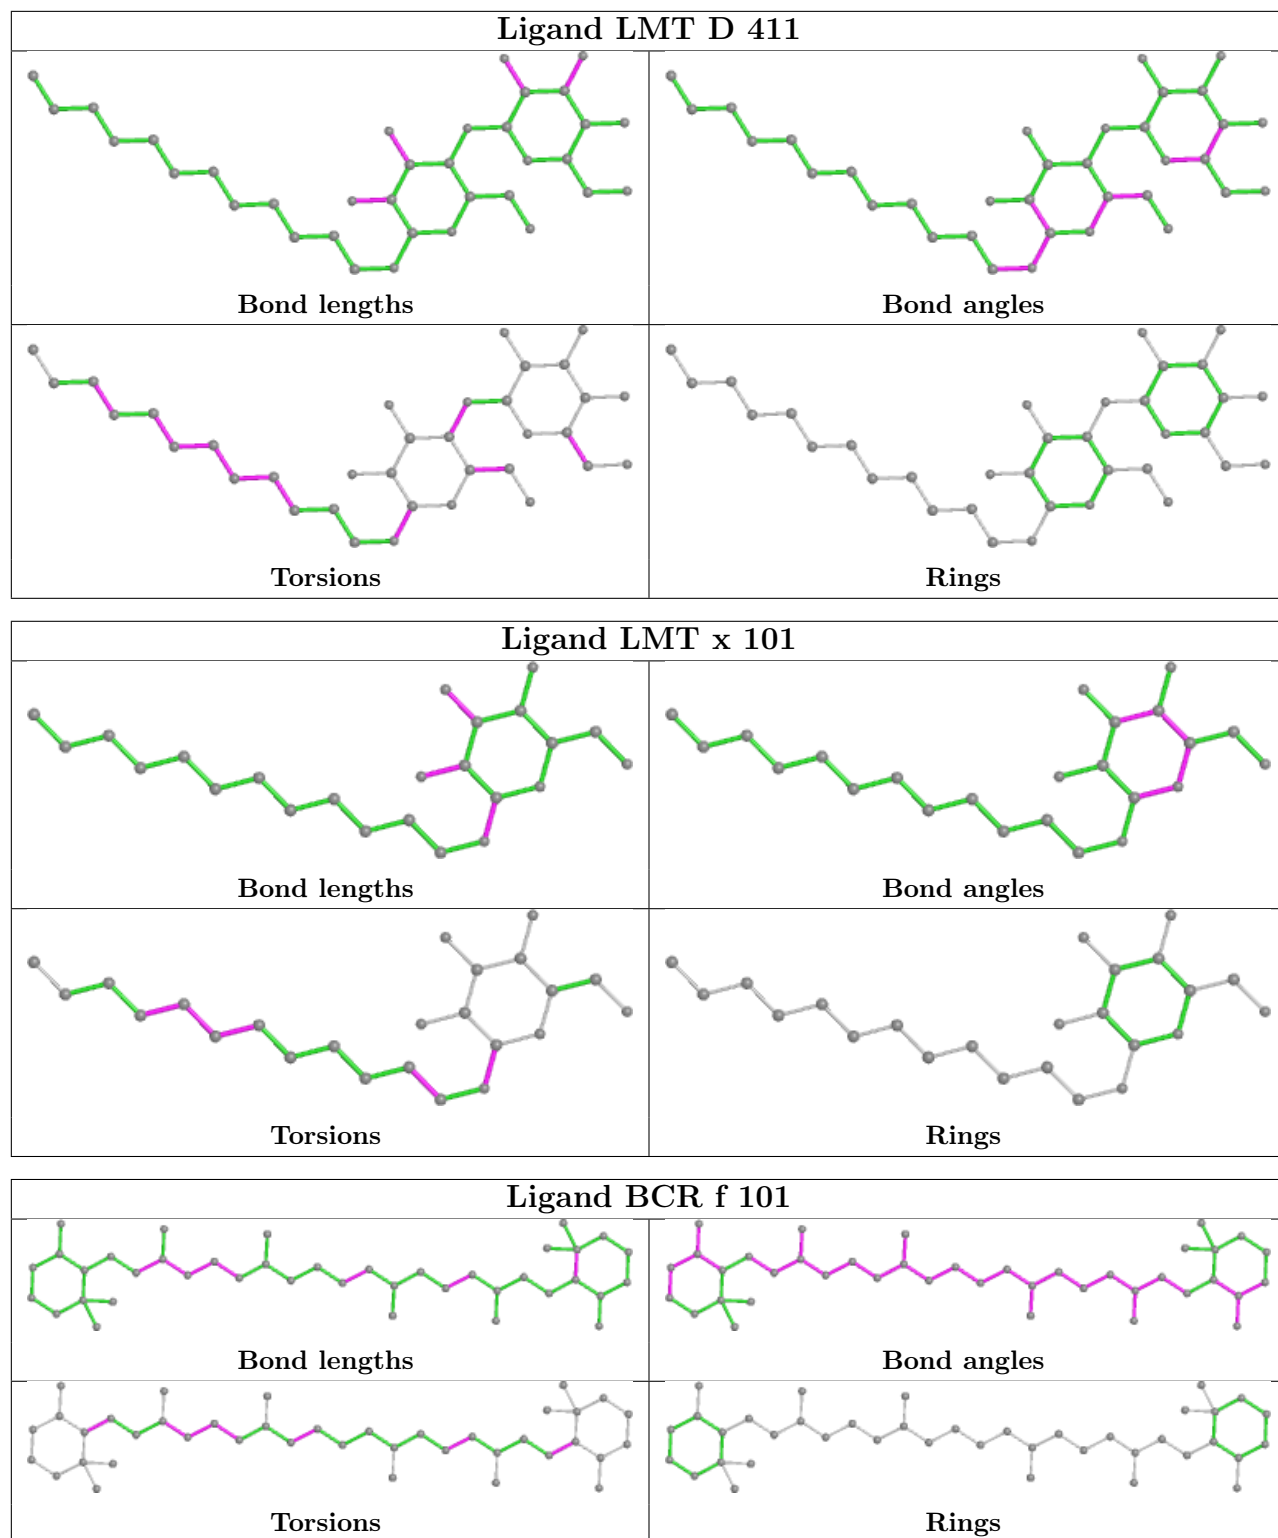 Ligand LMT D 411
Bond lengths
Bond angles
Torsions
Rings
Ligand LMT x 101
Bond lengths
Bond angles
Torsions
Rings
Ligand BCR f 101
Bond lengths
Bond angles
Torsions
Rings